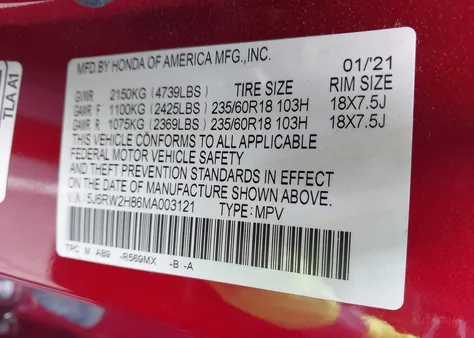 TLA A1
MFD.BY HONDA OF AMERICA MFG.,INC. 01/'21
GVWR 2150KG (4739LBS) TIRE SIZE RIM SIZE
GAWR F 1100KG (2425LBS) 235/60R18 103H 18X7.5J
GAWR R 1075KG (2369LBS) 235/60R18 103H 18X7.5J
THIS VEHICLE CONFORMS TO ALL APPLICABLE
FEDERAL MOTOR VEHICLE SAFETY
AND THEFT PREVENTION STANDARDS IN EFFECT
ON THE DATE OF MANUFACTURE SHOWN ABOVE.
V.I.N: 5J6RW2H86MA003121 TYPE: MPV
TPC M AB9 -R569MX -B -A